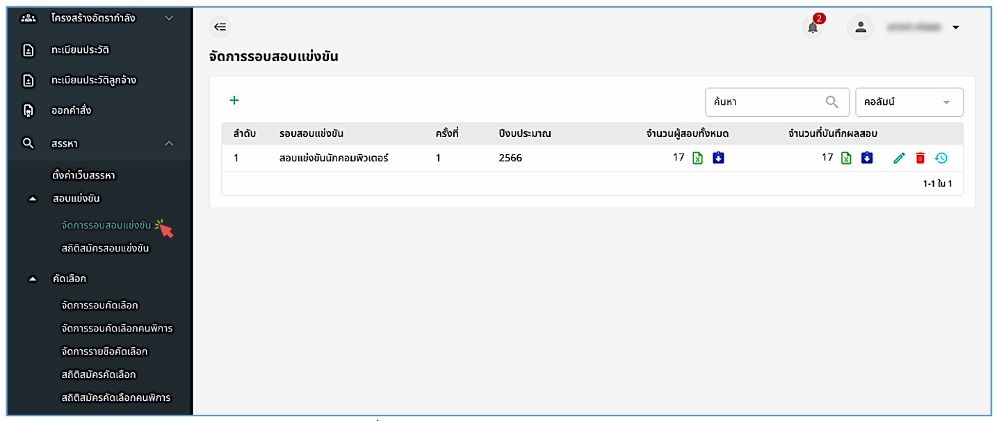 โครงสร้างอัตรากำลัง
ทะเบียนประวัติ
ทะเบียนประวัติลูกจ้าง
ออกคำสั่ง
สรรหา
ตั้งค่าเว็บสรรหา
สอบแข่งขัน
จัดการรอบสอบแข่งขัน
สถิติสมัครสอบแข่งขัน
คัดเลือก
จัดการรอบคัดเลือก
จัดการรอบคัดเลือกคนพิการ
จัดการรายชื่อคัดเลือก
สถิติสมัครคัดเลือก
สถิติสมัครคัดเลือกคนพิการ
2
จัดการรอบสอบแข่งขัน
ค้นหา คอลัมน์
ลำดับ รอบสอบแข่งขัน ครั้งที่ ปีงบประมาณ จำนวนผู้สอบทั้งหมด จำนวนที่บันทึกผลสอบ
1 สอบแข่งขันนักคอมพิวเตอร์ 1 2566 17 17
1-1 ใน 1